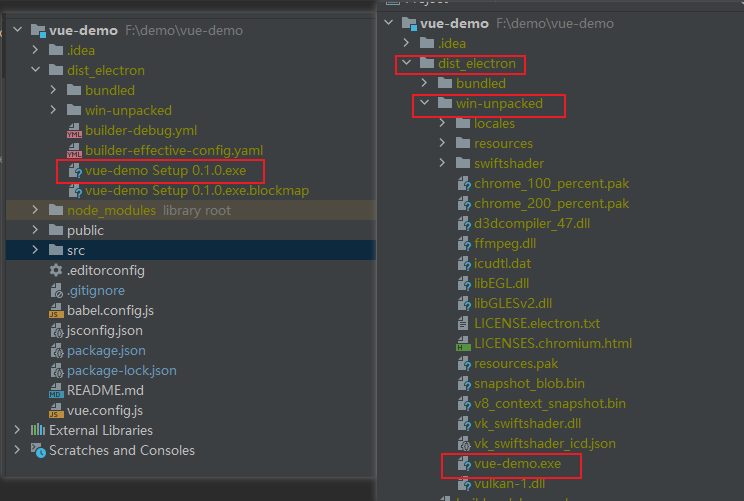 vue-demo F:\demo\vue-demo
.idea
dist_electron
bundled
win-unpacked
builder-debug.yml
builder-effective-config.yaml
vue-demo Setup 0.1.0.exe
vue-demo Setup 0.1.0.exe.blockmap
node_modules library root
public
src
.editorconfig
.gitignore
babel.config.js
jsconfig.json
package.json
package-lock.json
README.md
vue.config.js
External Libraries
Scratches and Consoles
vue-demo F:\demo\vue-demo
.idea
dist_electron
bundled
win-unpacked
locales
resources
swiftshader
chrome_100_percent.pak
chrome_200_percent.pak
d3dcompiler_47.dll
ffmpeg.dll
icudtl.dat
libEGL.dll
libGLESv2.dll
LICENSE.electron.txt
LICENSES.chromium.html
resources.pak
snapshot_blob.bin
v8_context_snapshot.bin
vk_swiftshader.dll
vk_swiftshader_icd.json
vue-demo.exe
vulkan-1.dll